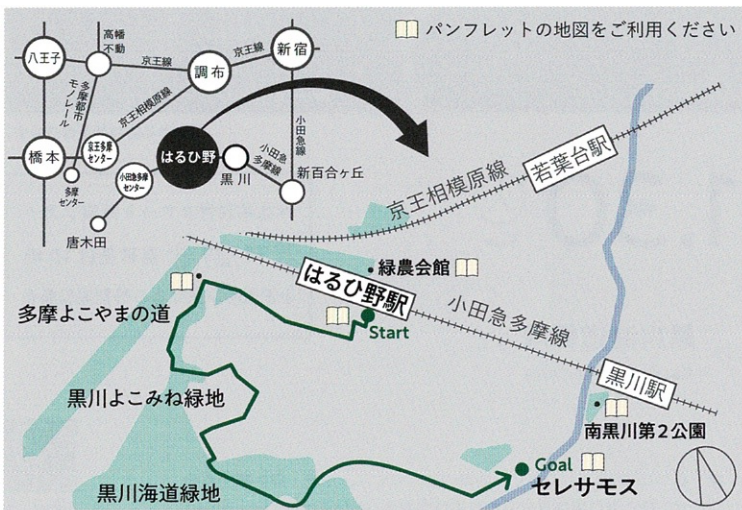 パンフレットの地図をご利用ください
八王子
高幡
不動
京王線
調布
京王線
新宿
多摩都市
モノレール
京王相模原線
小田急線
橋本
京王多摩
センター
小田急多摩
センター
はるひ野
黒川
小田急
多摩線
新百合ヶ丘
多摩
センター
唐木田
京王相模原線
若葉台駅
緑農会館
はるひ野駅
多摩よこやまの道
Start
小田急多摩線
黒川駅
黒川よこみね緑地
南黒川第2公園
Goal
セレサモス
黒川海道緑地